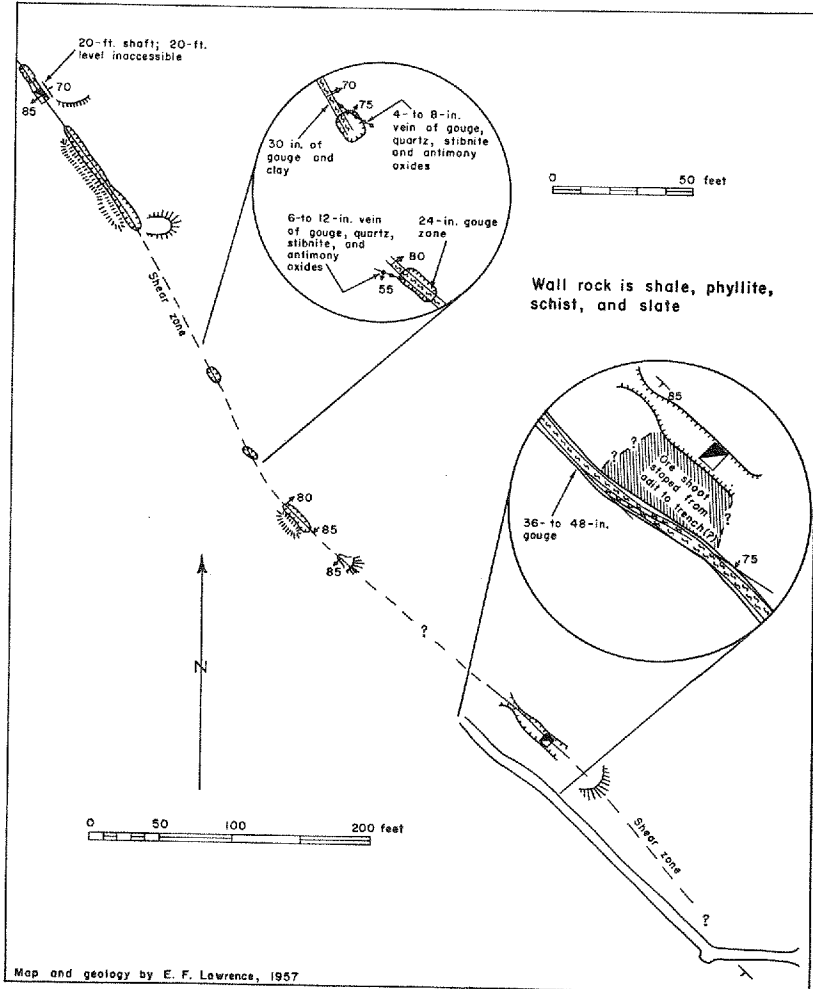 20-ft. shaft; 20-ft.
level inaccessible
70
85
70
75
4- to 8-in.
vein of gouge,
quartz, stibnite
and antimony
oxides
30 in. of
gouge and
clay
6-to 12-in. vein
of gouge, quartz,
stibnite, and
antimony
oxides
24-in. gouge
zone
80
55
0 50 feet
Wall rock is shale, phyllite,
schist, and slate
Shear zone
85
? ?
Ore shoot
stoped from
adit to trench(?)
?
36- to 48-in.
gouge
75
80
85
85
?
N
0 50 100 200 feet
Shear zone
?
Map and geology by E. F. Lawrence, 1957